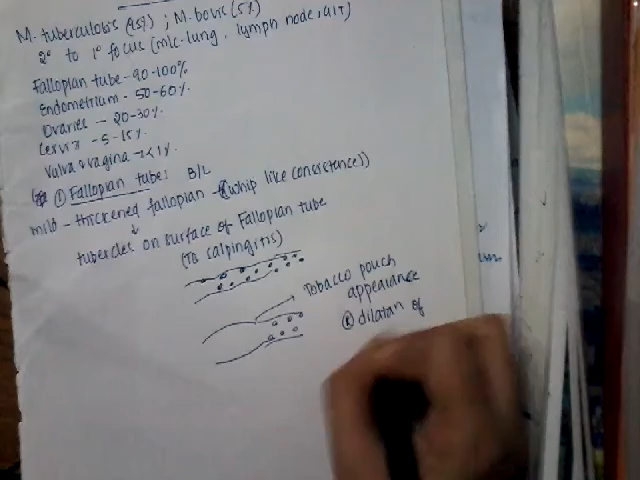 M. tuberculosis (95%) ; M. bovis (5%)
2° to 1° focus (m/c - lung, lymph node, GIT)
Fallopian tube - 90-100%
Endometrium - 50-60%.
Ovaries - 20-30%.
Cervix - 5-15%.
Vulva & vagina - <1%
① Fallopian tube: B/L
mild - thickened fallopian - (whip like consistence))
↓
tubercles on surface of Fallopian tube
(TB salpingitis)
Tobacco pouch
appearance
dilatan of